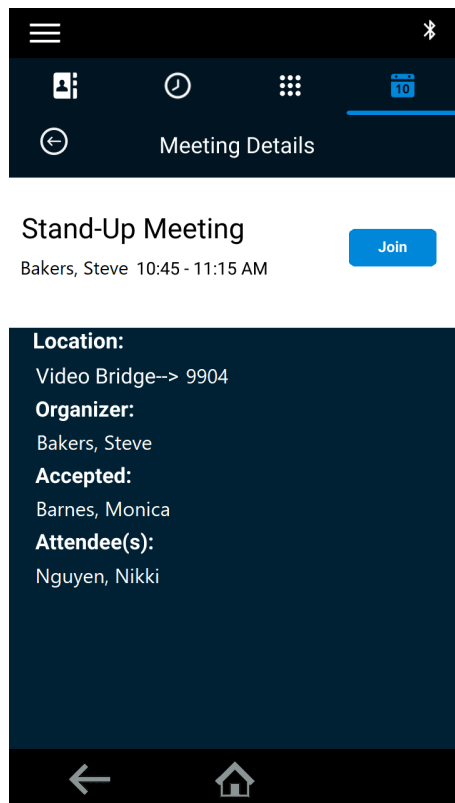 10
Meeting Details
Stand-Up Meeting
Join
Bakers, Steve 10:45 - 11:15 AM
Location:
Video Bridge--> 9904
Organizer:
Bakers, Steve
Accepted:
Barnes, Monica
Attendee(s):
Nguyen, Nikki